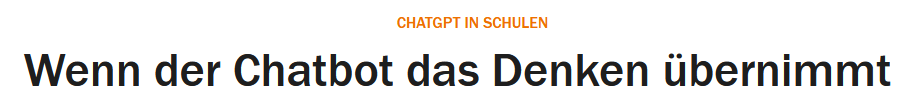 CHATGPT IN SCHULEN
Wenn der Chatbot das Denken übernimmt